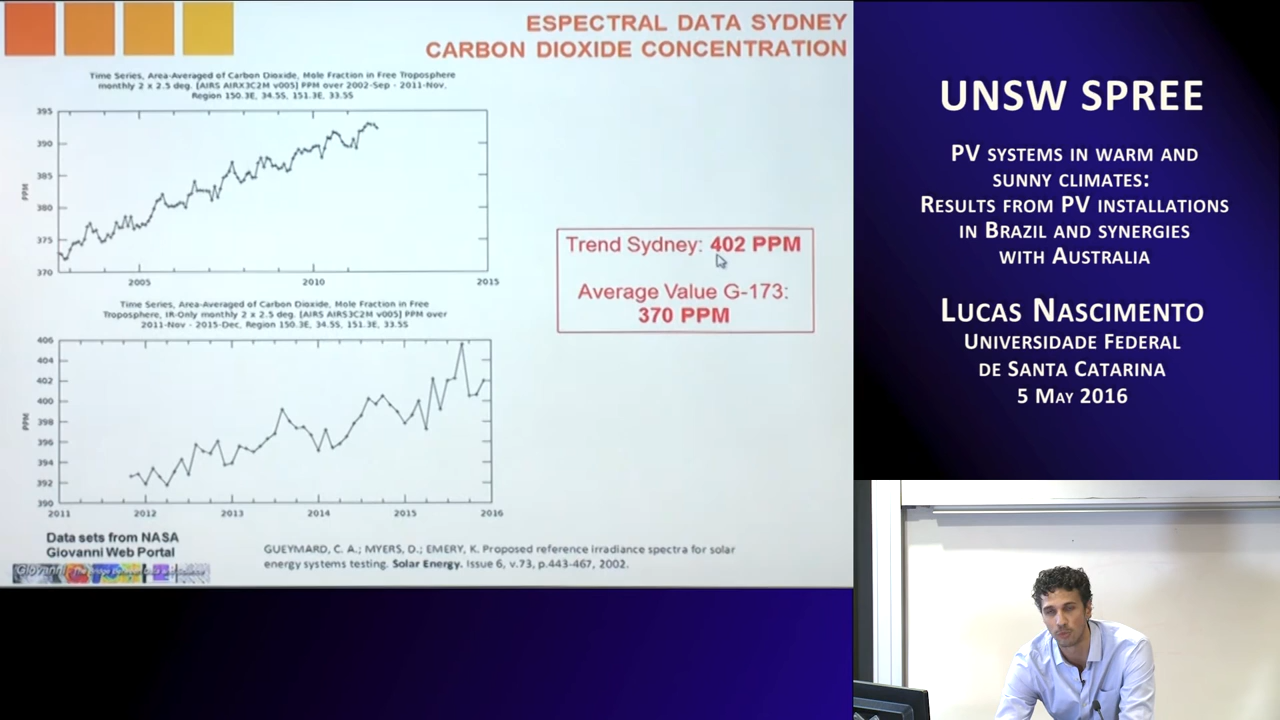 ESPECTRAL DATA SYDNEY
CARBON DIOXIDE CONCENTRATION
Time Series, Area-Averaged of Carbon Dioxide, Mole Fraction in Free Troposphere
monthly 2 x 2.5 deg. [AIRS AIRX3C2M v005] PPM over 2002-Sep - 2011-Nov,
Region 150.3E, 34.5S, 151.3E, 33.5S
395
390
385
380
375
370
PPM
2005
2010
2015
Time Series, Area-Averaged of Carbon Dioxide, Mole Fraction in Free
Troposphere, IR-Only monthly 2 x 2.5 deg. [AIRS AIRS3C2M v005] PPM over
2011-Nov - 2015-Dec, Region 150.3E, 34.5S, 151.3E, 33.5S
406
404
402
400
398
396
394
392
390
PPM
2011
2012
2013
2014
2015
2016
Trend Sydney: 402 PPM
Average Value G-173:
370 PPM
Data sets from NASA
Giovanni Web Portal
Giovanni
GUEYMARD, C. A.; MYERS, D.; EMERY, K. Proposed reference irradiance spectra for solar
energy systems testing. Solar Energy. Issue 6, v.73, p.443-467, 2002.
UNSW SPREE
PV SYSTEMS IN WARM AND
SUNNY CLIMATES:
RESULTS FROM PV INSTALLATIONS
IN BRAZIL AND SYNERGIES
WITH AUSTRALIA
LUCAS NASCIMENTO
UNIVERSIDADE FEDERAL
DE SANTA CATARINA
5 MAY 2016